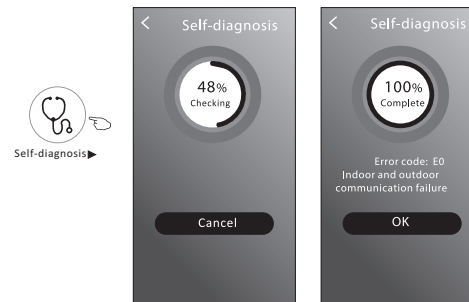 Self-diagnosis▶
Self-diagnosis
48%
Checking
Cancel
Self-diagnosis
100%
Complete
Error code: E0
Indoor and outdoor
communication failure
OK